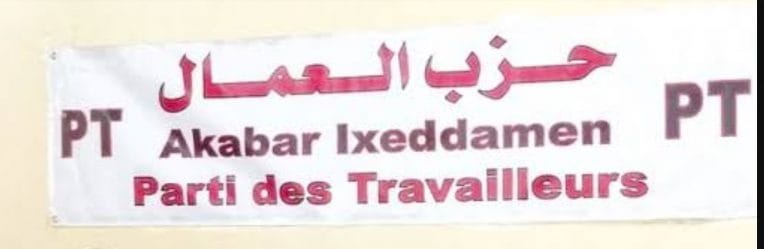 حزب العمال
PT Akabar Ixeddamen PT
Parti des Travailleurs